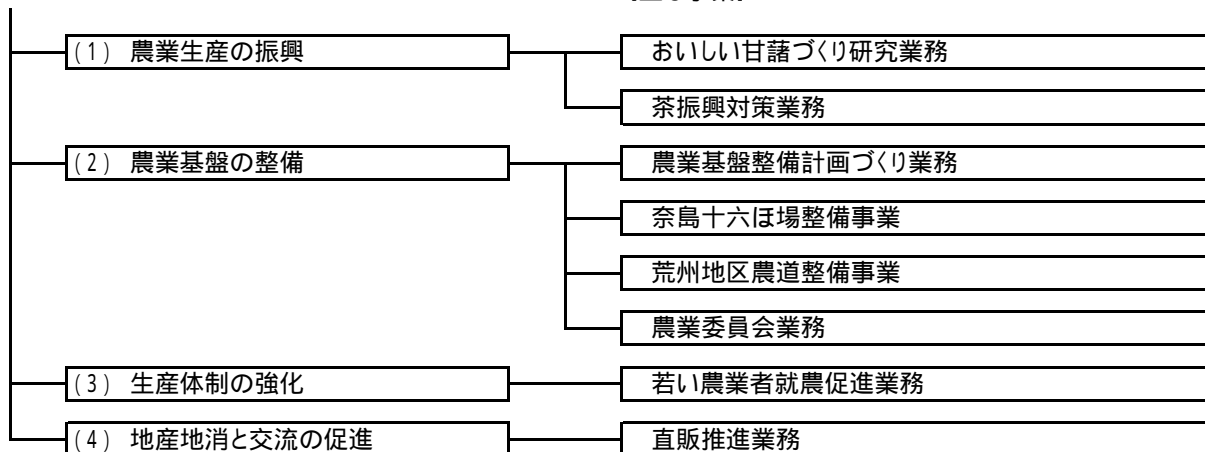 (1) 農業生産の振興 おいしい甘藷づくり研究業務
茶振興対策業務
(2) 農業基盤の整備 農業基盤整備計画づくり業務
奈島十六ほ場整備事業
荒州地区農道整備事業
農業委員会業務
(3) 生産体制の強化 若い農業者就農促進業務
(4) 地産地消と交流の促進 直販推進業務